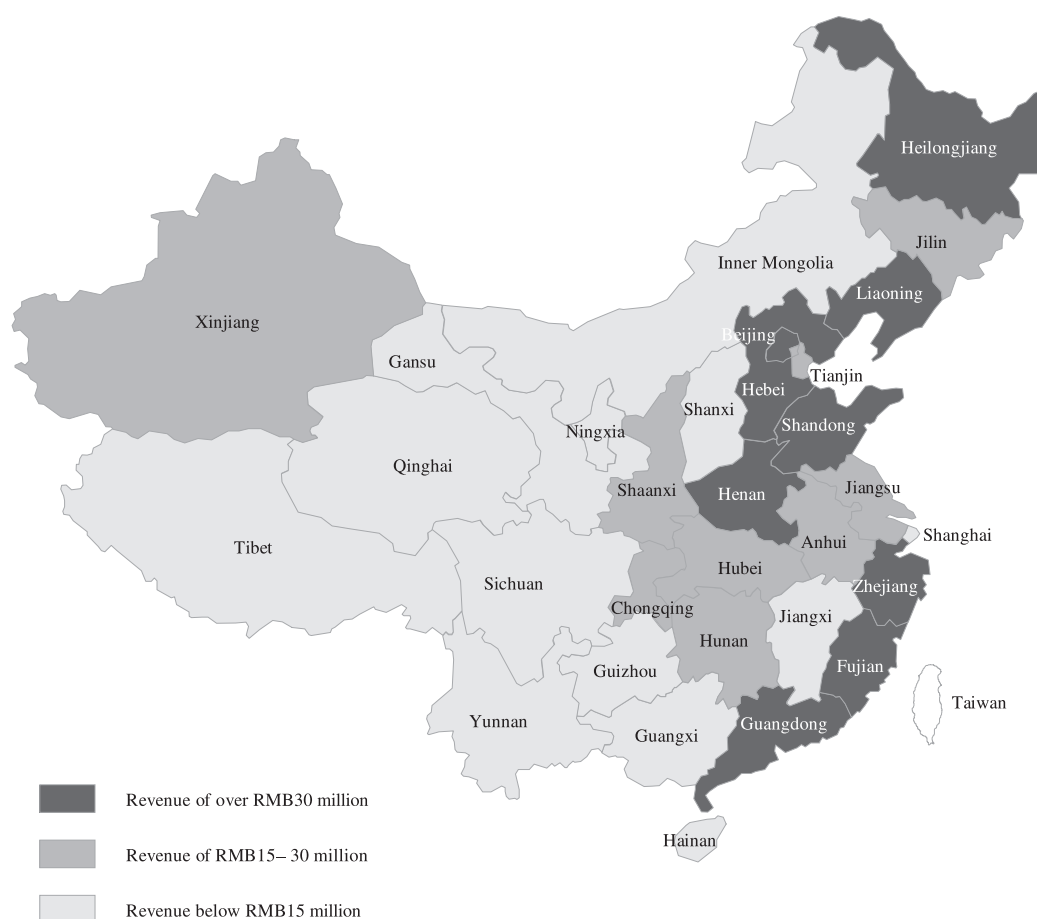 Heilongjiang
Jilin
Inner Mongolia
Liaoning
Xinjiang
Beijing
Gansu
Tianjin
Hebei
Shanxi
Shandong
Ningxia
Qinghai
Shaanxi
Henan
Jiangsu
Shanghai
Anhui
Tibet
Hubei
Sichuan
Zhejiang
Chongqing
Jiangxi
Hunan
Fujian
Guizhou
Taiwan
Yunnan
Guangdong
Guangxi
Revenue of over RMB30 million
Hainan
Revenue of RMB15– 30 million
Revenue below RMB15 million